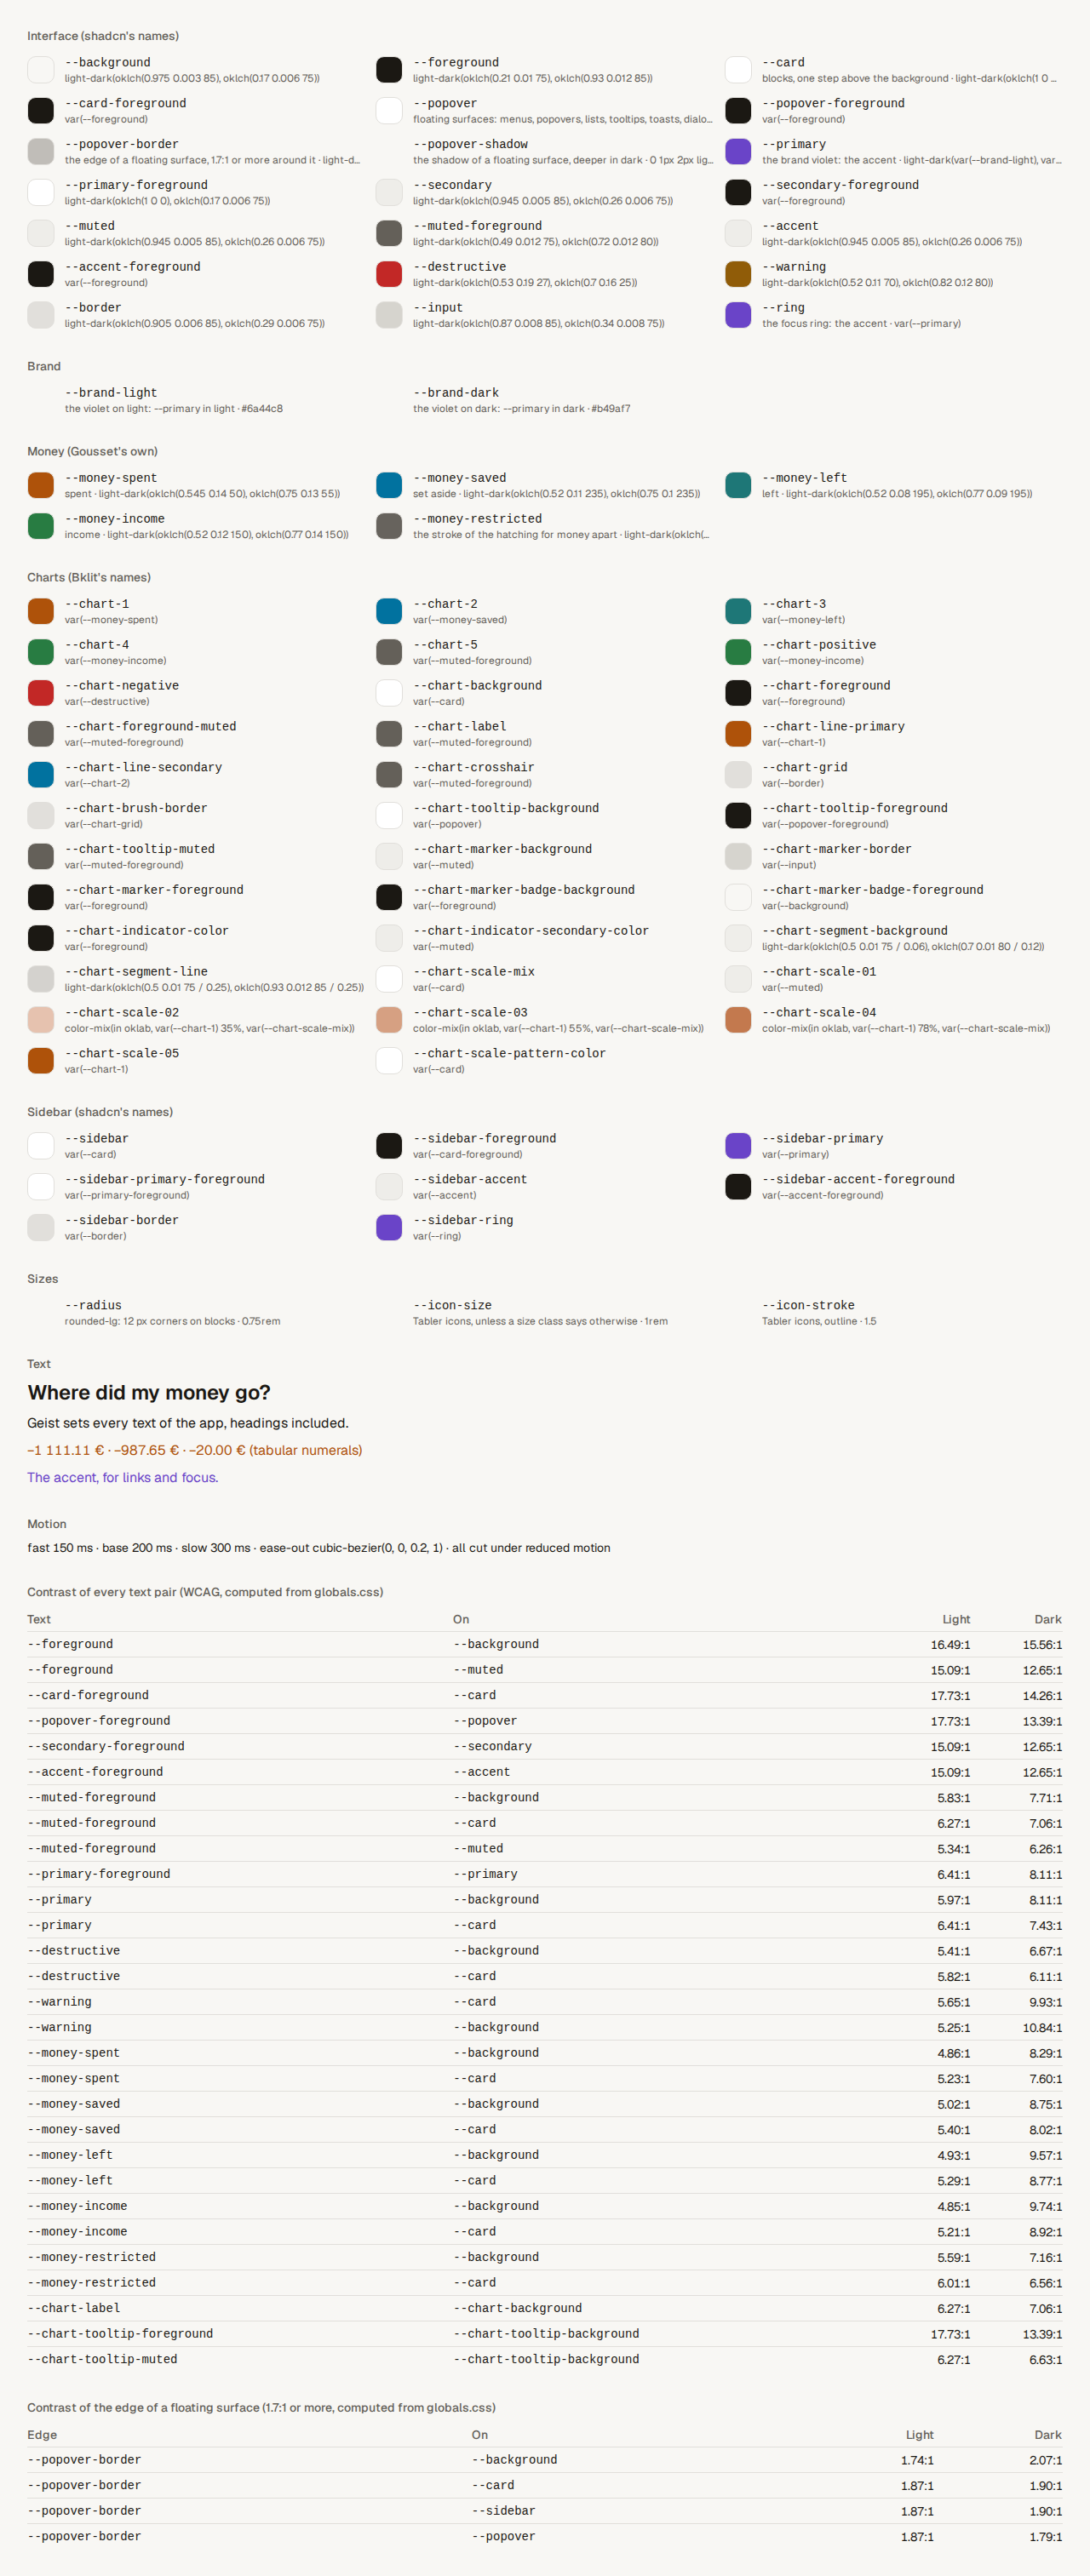 Interface (shadcn's names)
--background
light-dark(oklch(0.975 0.003 85), oklch(0.17 0.006 75))
--foreground
light-dark(oklch(0.21 0.01 75), oklch(0.93 0.012 85))
--card
blocks, one step above the background · light-dark(oklch(1 0 ...
--card-foreground
var(--foreground)
--popover
floating surfaces: menus, popovers, lists, tooltips, toasts, dialo...
--popover-foreground
var(--foreground)
--popover-border
the edge of a floating surface, 1.7:1 or more around it · light-d...
--popover-shadow
the shadow of a floating surface, deeper in dark · 0 1px 2px lig...
--primary
the brand violet: the accent · light-dark(var(--brand-light), var...
--primary-foreground
light-dark(oklch(1 0 0), oklch(0.17 0.006 75))
--secondary
light-dark(oklch(0.945 0.005 85), oklch(0.26 0.006 75))
--secondary-foreground
var(--foreground)
--muted
light-dark(oklch(0.945 0.005 85), oklch(0.26 0.006 75))
--muted-foreground
light-dark(oklch(0.49 0.012 75), oklch(0.72 0.012 80))
--accent
light-dark(oklch(0.945 0.005 85), oklch(0.26 0.006 75))
--accent-foreground
var(--foreground)
--destructive
light-dark(oklch(0.53 0.19 27), oklch(0.7 0.16 25))
--warning
light-dark(oklch(0.52 0.11 70), oklch(0.82 0.12 80))
--border
light-dark(oklch(0.905 0.006 85), oklch(0.29 0.006 75))
--input
light-dark(oklch(0.87 0.008 85), oklch(0.34 0.008 75))
--ring
the focus ring: the accent · var(--primary)
Brand
--brand-light
the violet on light: --primary in light · #6a44c8
--brand-dark
the violet on dark: --primary in dark · #b49af7
Money (Gousset's own)
--money-spent
spent · light-dark(oklch(0.545 0.14 50), oklch(0.75 0.13 55))
--money-saved
set aside · light-dark(oklch(0.52 0.11 235), oklch(0.75 0.1 235))
--money-left
left · light-dark(oklch(0.52 0.08 195), oklch(0.77 0.09 195))
--money-income
income · light-dark(oklch(0.52 0.12 150), oklch(0.77 0.14 150))
--money-restricted
the stroke of the hatching for money apart · light-dark(oklch(...
Charts (Bklit's names)
--chart-1
var(--money-spent)
--chart-2
var(--money-saved)
--chart-3
var(--money-left)
--chart-4
var(--money-income)
--chart-5
var(--muted-foreground)
--chart-positive
var(--money-income)
--chart-negative
var(--destructive)
--chart-background
var(--card)
--chart-foreground
var(--foreground)
--chart-foreground-muted
var(--muted-foreground)
--chart-label
var(--muted-foreground)
--chart-line-primary
var(--chart-1)
--chart-line-secondary
var(--chart-2)
--chart-crosshair
var(--muted-foreground)
--chart-grid
var(--border)
--chart-brush-border
var(--chart-grid)
--chart-tooltip-background
var(--popover)
--chart-tooltip-foreground
var(--popover-foreground)
--chart-tooltip-muted
var(--muted-foreground)
--chart-marker-background
var(--muted)
--chart-marker-border
var(--input)
--chart-marker-foreground
var(--foreground)
--chart-marker-badge-background
var(--foreground)
--chart-marker-badge-foreground
var(--background)
--chart-indicator-color
var(--foreground)
--chart-indicator-secondary-color
var(--muted)
--chart-segment-background
light-dark(oklch(0.5 0.01 75 / 0.06), oklch(0.7 0.01 80 / 0.12))
--chart-segment-line
light-dark(oklch(0.5 0.01 75 / 0.25), oklch(0.93 0.012 85 / 0.25))
--chart-scale-mix
var(--card)
--chart-scale-01
var(--muted)
--chart-scale-02
color-mix(in oklab, var(--chart-1) 35%, var(--chart-scale-mix))
--chart-scale-03
color-mix(in oklab, var(--chart-1) 55%, var(--chart-scale-mix))
--chart-scale-04
color-mix(in oklab, var(--chart-1) 78%, var(--chart-scale-mix))
--chart-scale-05
var(--chart-1)
--chart-scale-pattern-color
var(--card)
Sidebar (shadcn's names)
--sidebar
var(--card)
--sidebar-foreground
var(--card-foreground)
--sidebar-primary
var(--primary)
--sidebar-primary-foreground
var(--primary-foreground)
--sidebar-accent
var(--accent)
--sidebar-accent-foreground
var(--accent-foreground)
--sidebar-border
var(--border)
--sidebar-ring
var(--ring)
Sizes
--radius
rounded-lg: 12 px corners on blocks · 0.75rem
--icon-size
Tabler icons, unless a size class says otherwise · 1rem
--icon-stroke
Tabler icons, outline · 1.5
Text
Where did my money go?
Geist sets every text of the app, headings included.
−1 111.11 € · −987.65 € · −20.00 € (tabular numerals)
The accent, for links and focus.
Motion
fast 150 ms · base 200 ms · slow 300 ms · ease-out cubic-bezier(0, 0, 0.2, 1) · all cut under reduced motion
Contrast of every text pair (WCAG, computed from globals.css)
Text On Light Dark
--foreground --background 16.49:1 15.56:1
--foreground --muted 15.09:1 12.65:1
--card-foreground --card 17.73:1 14.26:1
--popover-foreground --popover 17.73:1 13.39:1
--secondary-foreground --secondary 15.09:1 12.65:1
--accent-foreground --accent 15.09:1 12.65:1
--muted-foreground --background 5.83:1 7.71:1
--muted-foreground --card 6.27:1 7.06:1
--muted-foreground --muted 5.34:1 6.26:1
--primary-foreground --primary 6.41:1 8.11:1
--primary --background 5.97:1 8.11:1
--primary --card 6.41:1 7.43:1
--destructive --background 5.41:1 6.67:1
--destructive --card 5.82:1 6.11:1
--warning --card 5.65:1 9.93:1
--warning --background 5.25:1 10.84:1
--money-spent --background 4.86:1 8.29:1
--money-spent --card 5.23:1 7.60:1
--money-saved --background 5.02:1 8.75:1
--money-saved --card 5.40:1 8.02:1
--money-left --background 4.93:1 9.57:1
--money-left --card 5.29:1 8.77:1
--money-income --background 4.85:1 9.74:1
--money-income --card 5.21:1 8.92:1
--money-restricted --background 5.59:1 7.16:1
--money-restricted --card 6.01:1 6.56:1
--chart-label --chart-background 6.27:1 7.06:1
--chart-tooltip-foreground --chart-tooltip-background 17.73:1 13.39:1
--chart-tooltip-muted --chart-tooltip-background 6.27:1 6.63:1
Contrast of the edge of a floating surface (1.7:1 or more, computed from globals.css)
Edge On Light Dark
--popover-border --background 1.74:1 2.07:1
--popover-border --card 1.87:1 1.90:1
--popover-border --sidebar 1.87:1 1.90:1
--popover-border --popover 1.87:1 1.79:1